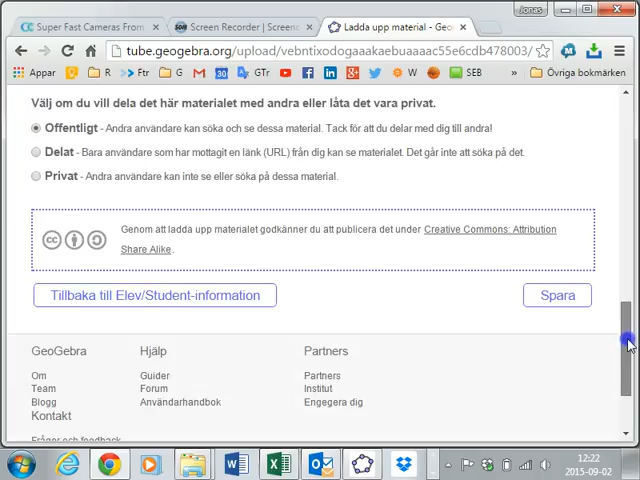 Jonas
Super Fast Cameras From
Screen Recorder | Screenc
Ladda upp material - Geo
tube.geogebra.org/upload/vebntixodogaaakaebuaaaac55e6cdb478003/
Appar
R
Ftr
G
GTr
W
SEB
»
Övriga bokmärken
Välj om du vill dela det här materialet med andra eller låta det vara privat.
Offentligt - Andra användare kan söka och se dessa material. Tack för att du delar med dig till andra!
Delat - Bara användare som har mottagit en länk (URL) från dig kan se materialet. Det går inte att söka på det.
Privat - Andra användare kan inte se eller söka på dessa material.
Genom att ladda upp materialet godkänner du att publicera det under Creative Commons: Attribution
Share Alike.
Tillbaka till Elev/Student-information
Spara
GeoGebra
Hjälp
Partners
Om
Guider
Partners
Team
Forum
Institut
Blogg
Användarhandbok
Engegera dig
Kontakt
Frågor och feedback
12:22
2015-09-02